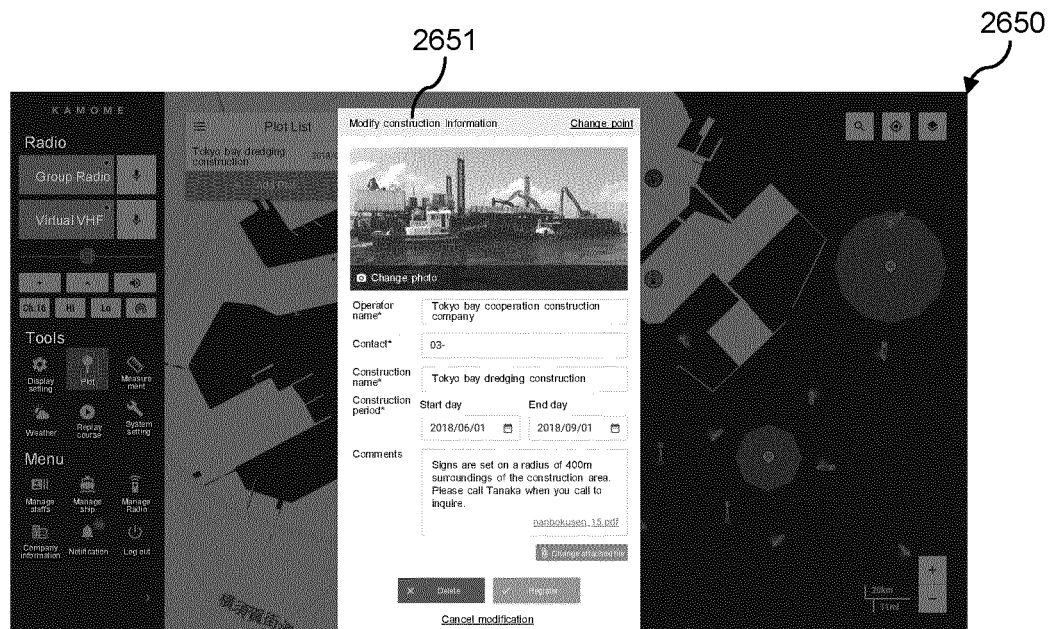 2651
2650
KAMOME
Radio
Group Radio
Virtual VHF
Ch.16 Hi Lo
Tools
Display setting
Plot
Measurement
Weather
Replay course
System setting
Menu
Manage staffs
Manage ship
Manage Radio
Company information
Notification
Log out
Plot List
Tokyo bay dredging
construction
Add Plot
Modify construction Information
Change point
Change photo
Operator name*
Tokyo bay cooperation construction
company
Contact*
03-
Construction name*
Tokyo bay dredging construction
Construction period*
Start day
End day
2018/06/01
2018/09/01
Comments
Signs are set on a radius of 400m
surroundings of the construction area.
Please call Tanaka when you call to
inquire.
nanbokusen_15.pdf
Change attached file
Delete
Register
Cancel modification
20km
11mi
+
−